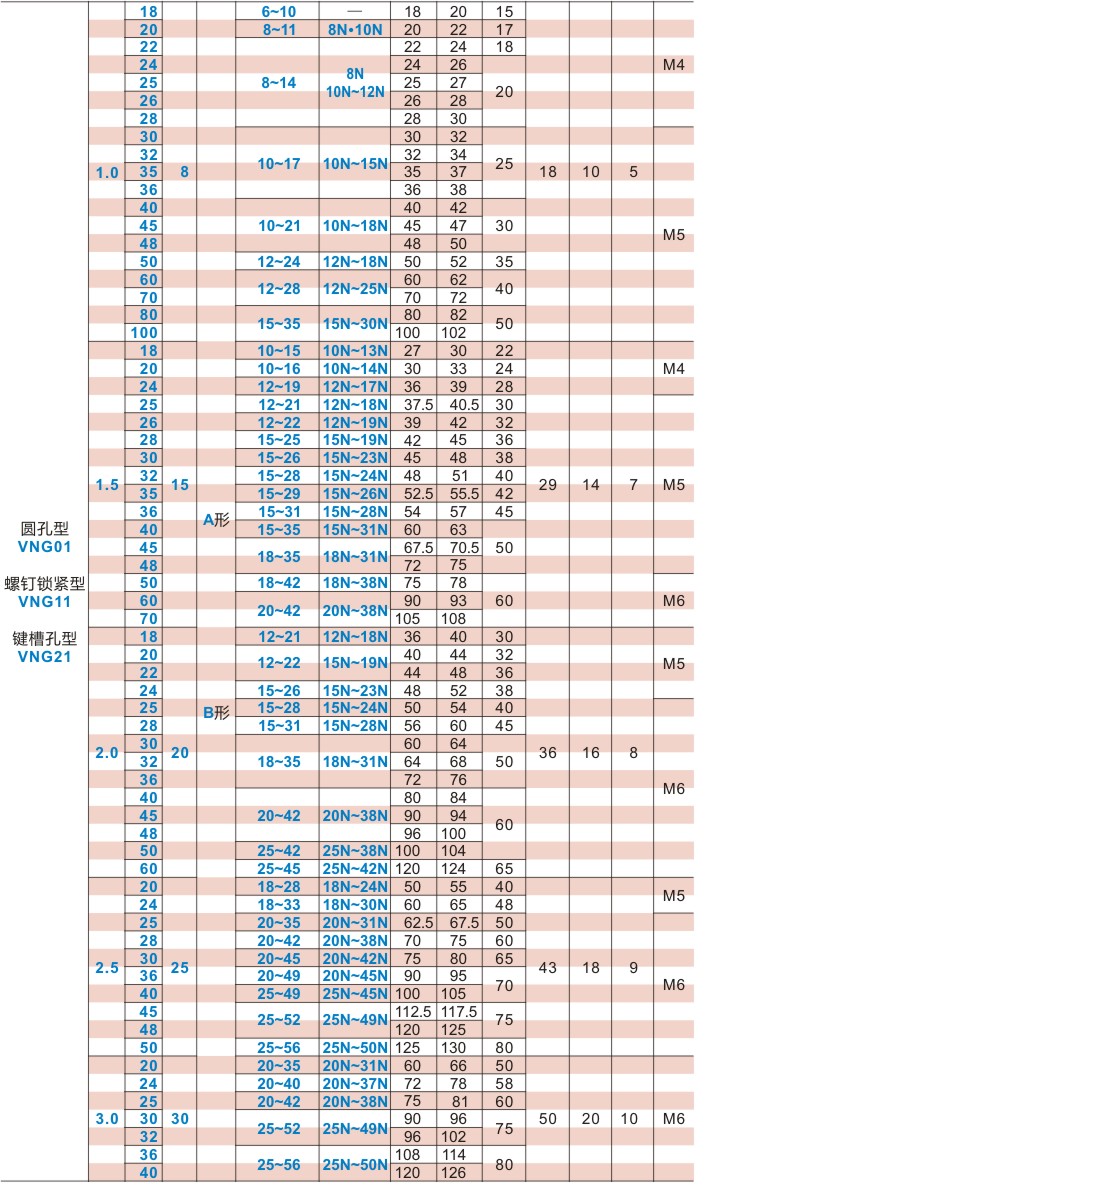 18 6~10 — 18 20 15
20 8~11 8N•10N 20 22 17
22 22 24 18
24 24 26 M4
8N
25 8~14 25 27
10N~12N 20
26 26 28
28 28 30
30 30 32
32 32 34
10~17 10N~15N 25
1.0 35 8 35 37 18 10 5
36 36 38
40 40 42
45 10~21 10N~18N 45 47 30
M5
48 48 50
50 12~24 12N~18N 50 52 35
60 60 62
12~28 12N~25N 40
70 70 72
80 80 82
15~35 15N~30N 50
100 100 102
18 10~15 10N~13N 27 30 22
20 10~16 10N~14N 30 33 24 M4
24 12~19 12N~17N 36 39 28
25 12~21 12N~18N 37.5 40.5 30
26 12~22 12N~19N 39 42 32
28 15~25 15N~19N 42 45 36
30 15~26 15N~23N 45 48 38
32 15~28 15N~24N 48 51 40
1.5 15 29 14 7 M5
35 15~29 15N~26N 52.5 55.5 42
36 15~31 15N~28N 54 57 45
A形
圆孔型 40 15~35 15N~31N 60 63
VNG01 45 67.5 70.5 50
18~35 18N~31N
48 72 75
螺钉锁紧型 50 18~42 18N~38N 75 78
VNG11 60 90 93 60 M6
20~42 20N~38N
70 105 108
键槽孔型 18 12~21 12N~18N 36 40 30
VNG21 20 40 44 32
12~22 15N~19N M5
22 44 48 36
24 15~26 15N~23N 48 52 38
25 15~28 15N~24N 50 54 40
B形
28 15~31 15N~28N 56 60 45
30 60 64
2.0 20 36 16 8
32 18~35 18N~31N 64 68 50
36 72 76
M6
40 80 84
45 20~42 20N~38N 90 94
60
48 96 100
50 25~42 25N~38N 100 104
60 25~45 25N~42N 120 124 65
20 18~28 18N~24N 50 55 40
M5
24 18~33 18N~30N 60 65 48
25 20~35 20N~31N 62.5 67.5 50
28 20~42 20N~38N 70 75 60
30 20~45 20N~42N 75 80 65
2.5 25 43 18 9
36 20~49 20N~45N 90 95
70 M6
40 25~49 25N~45N 100 105
45 112.5 117.5
25~52 25N~49N 75
48 120 125
50 25~56 25N~50N 125 130 80
20 20~35 20N~31N 60 66 50
24 20~40 20N~37N 72 78 58
25 20~42 20N~38N 75 81 60
3.0 30 30 90 96 50 20 10 M6
25~52 25N~49N 75
32 96 102
36 108 114
25~56 25N~50N 80
40 120 126